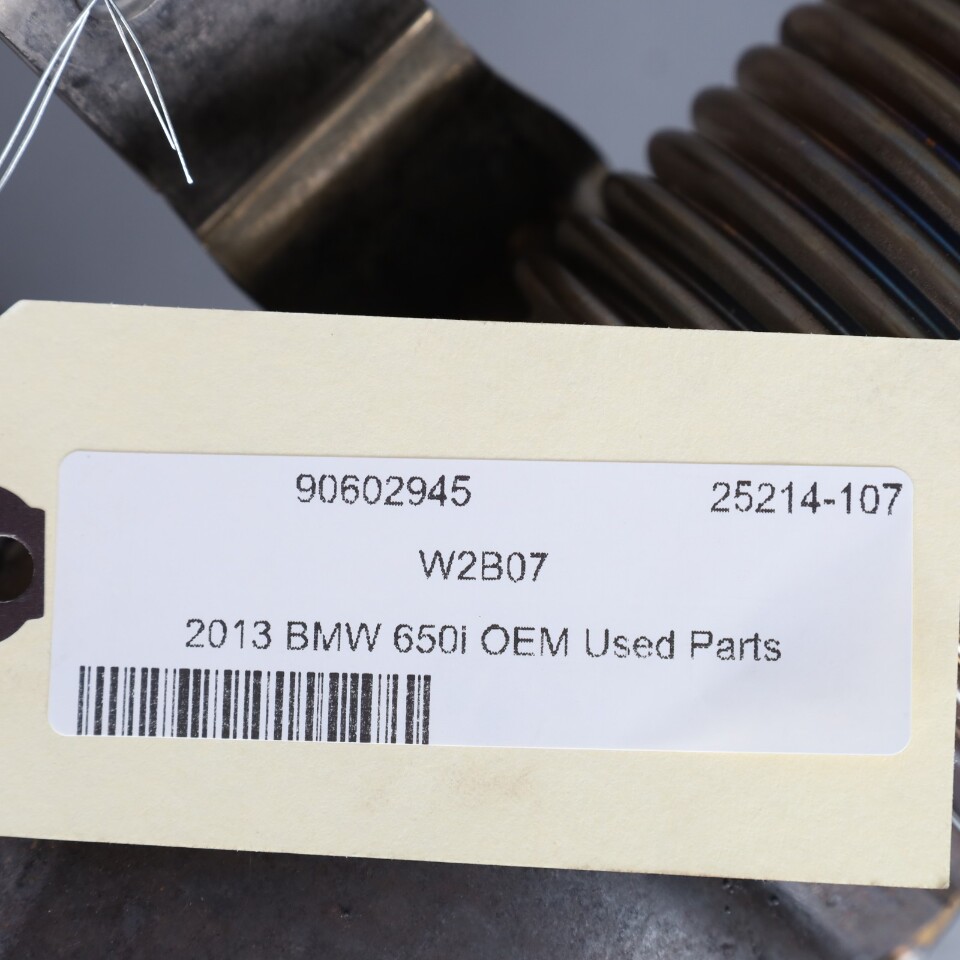 90602945 25214-107
W2B07
2013 BMW 650i OEM Used Parts